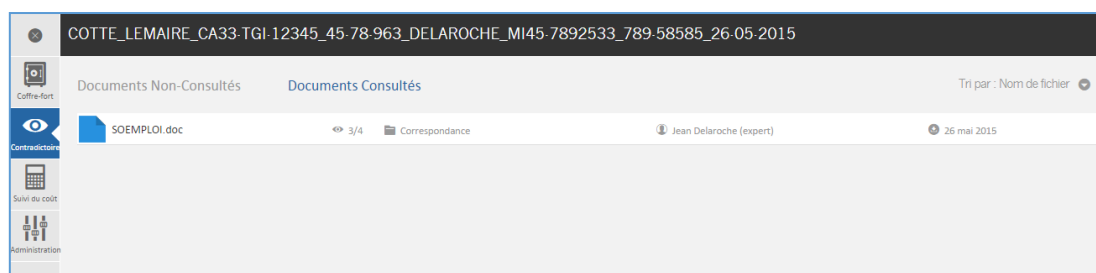 COTTE_LEMAIRE_CA33-TGI-12345_45-78-963_DELAROCHE_MI45-7892533_789-58585_26-05-2015
Coffre-fort
Documents Non-Consultés Documents Consultés Tri par : Nom de fichier
Contradictoire
SOEMPLOI.doc 3/4 Correspondance Jean Delaroche (expert) 26 mai 2015
Suivi du coût
Administration